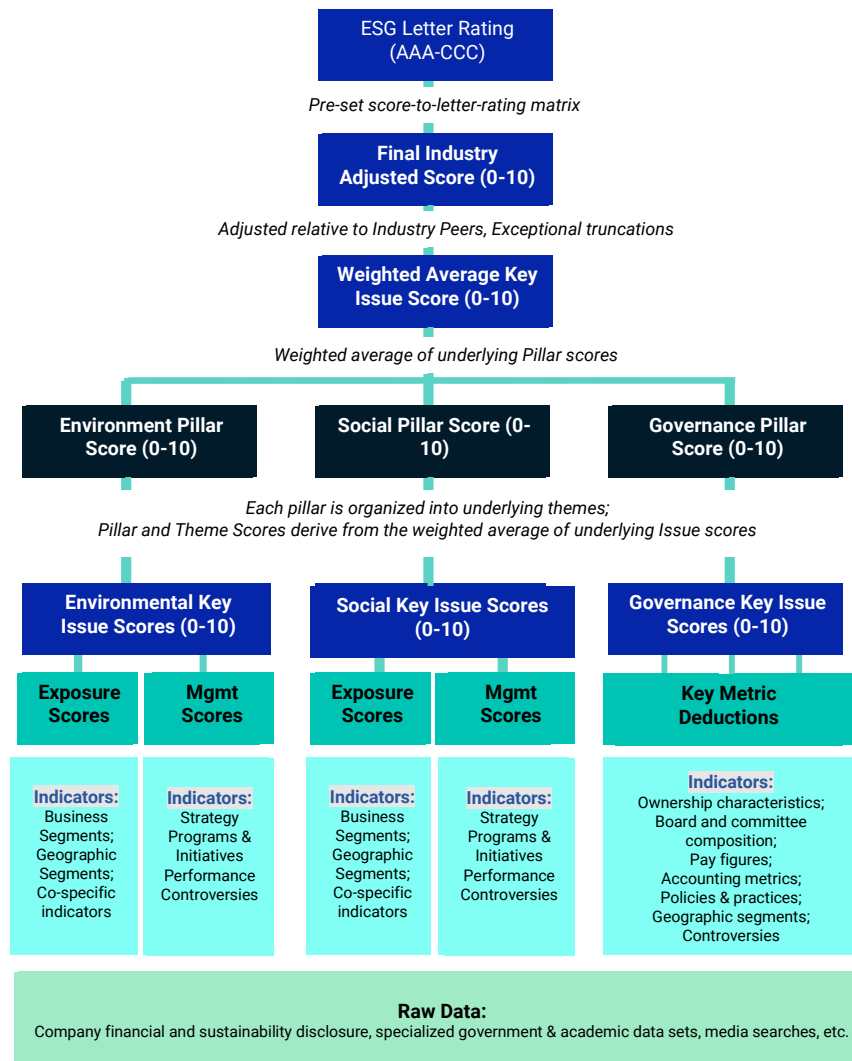 ESG Letter Rating
(AAA-CCC)
Pre-set score-to-letter-rating matrix
Final Industry
Adjusted Score (0-10)
Adjusted relative to Industry Peers, Exceptional truncations
Weighted Average Key
Issue Score (0-10)
Weighted average of underlying Pillar scores
Environment Pillar
Score (0-10)
Social Pillar Score (0-
10)
Governance Pillar
Score (0-10)
Each pillar is organized into underlying themes;
Pillar and Theme Scores derive from the weighted average of underlying Issue scores
Environmental Key
Issue Scores (0-10)
Social Key Issue Scores
(0-10)
Governance Key Issue
Scores (0-10)
Exposure
Scores
Mgmt
Scores
Exposure
Scores
Mgmt
Scores
Key Metric
Deductions
Indicators:
Business
Segments;
Geographic
Segments;
Co-specific
indicators
Indicators:
Strategy
Programs &
Initiatives
Performance
Controversies
Indicators:
Business
Segments;
Geographic
Segments;
Co-specific
indicators
Indicators:
Strategy
Programs &
Initiatives
Performance
Controversies
Indicators:
Ownership characteristics;
Board and committee
composition;
Pay figures;
Accounting metrics;
Policies & practices;
Geographic segments;
Controversies
Raw Data:
Company financial and sustainability disclosure, specialized government & academic data sets, media searches, etc.